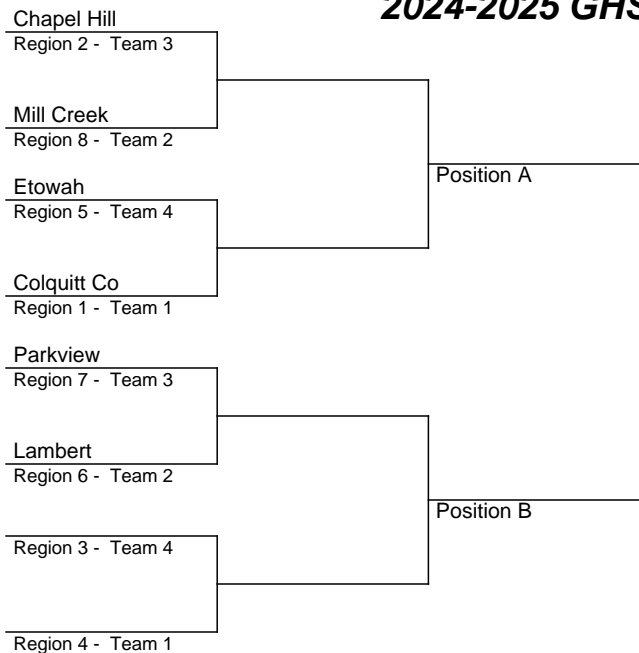 2024-2025 GHS
Chapel Hill
Region 2 - Team 3
Mill Creek
Region 8 - Team 2
Position A
Etowah
Region 5 - Team 4
Colquitt Co
Region 1 - Team 1
Parkview
Region 7 - Team 3
Lambert
Region 6 - Team 2
Position B
Region 3 - Team 4
Region 4 - Team 1